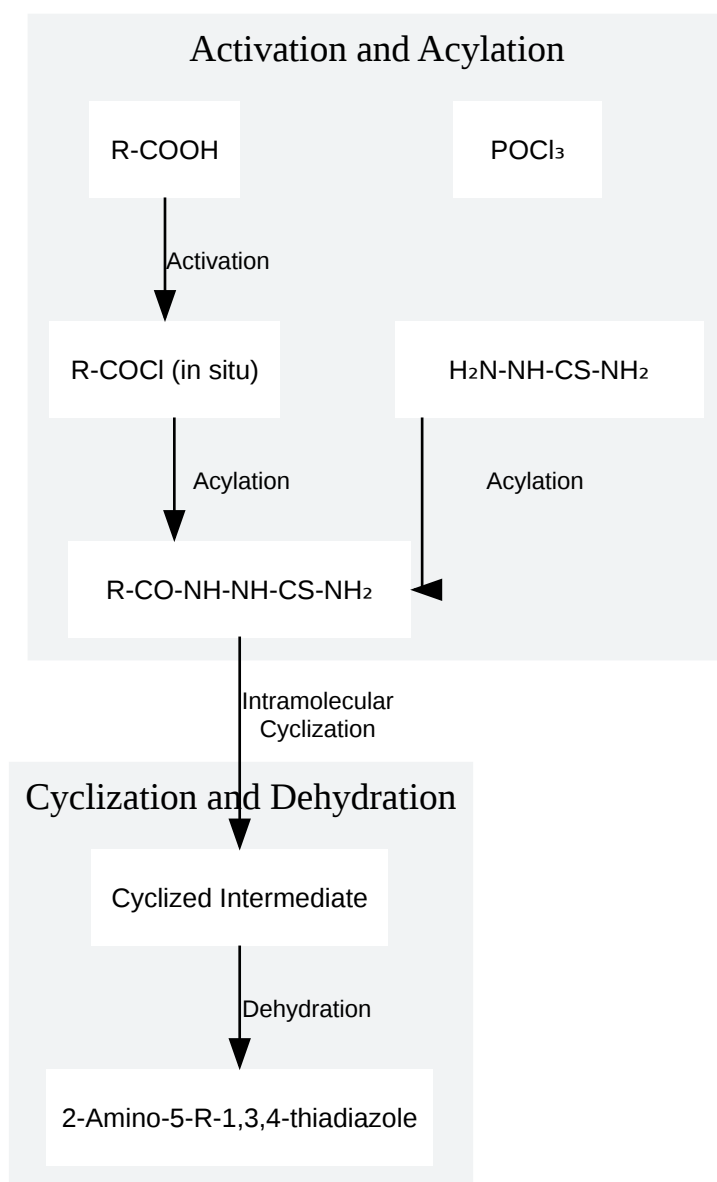 Activation and Acylation
R-COOH
POCl₃
Activation
R-COCl (in situ)
H₂N-NH-CS-NH₂
Acylation
Acylation
R-CO-NH-NH-CS-NH₂
Intramolecular
Cyclization
Cyclization and Dehydration
Cyclized Intermediate
Dehydration
2-Amino-5-R-1,3,4-thiadiazole